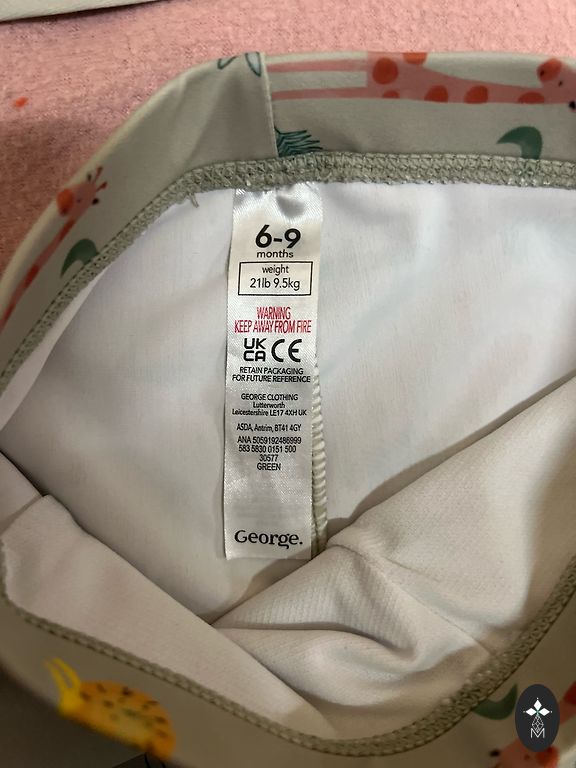 6-9
months
weight
21lb 9.5kg
WARNING
KEEP AWAY FROM FIRE
UK
CA CE
RETAIN PACKAGING
FOR FUTURE REFERENCE
GEORGE CLOTHING
Lutterworth
Leicestershire LE17 4XH UK
ASDA, Antrim, BT41 4GY
ANA 5059192486999
583 5830 0151 500
30577
GREEN
George.
M